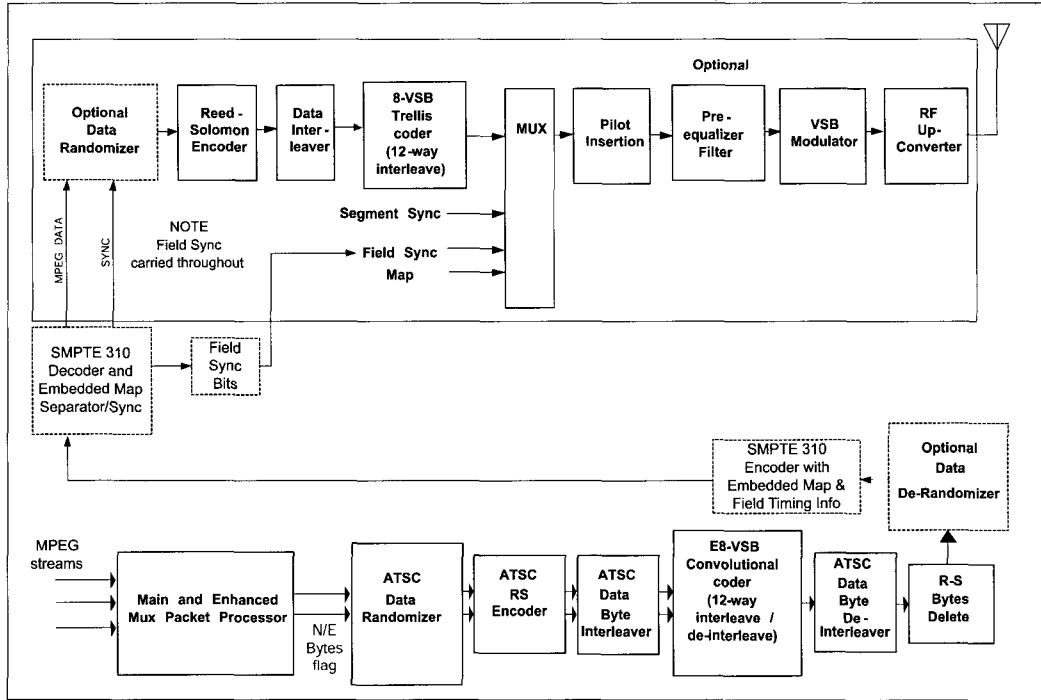 Optional
Optional
Data
Randomizer
Reed -
Solomon
Encoder
Data
Inter -
leaver
8-VSB
Trellis
coder
(12-way
interleave)
MUX
Pilot
Insertion
Pre -
equalizer
Filter
VSB
Modulator
RF
Up-
Converter
MPEG DATA
SYNC
NOTE
Field Sync
carried throughout
Segment Sync
Field Sync
Map
SMPTE 310
Decoder and
Embedded Map
Separator/Sync
Field
Sync
Bits
SMPTE 310
Encoder with
Embedded Map &
Field Timing Info
Optional
Data
De-Randomizer
MPEG
streams
Main and Enhanced
Mux Packet Processor
N/E
Bytes
flag
ATSC
Data
Randomizer
ATSC
RS
Encoder
ATSC
Data
Byte
Interleaver
E8-VSB
Convolutional
coder
(12-way
interleave /
de-interleave)
ATSC
Data
Byte
De -
Interleaver
R-S
Bytes
Delete